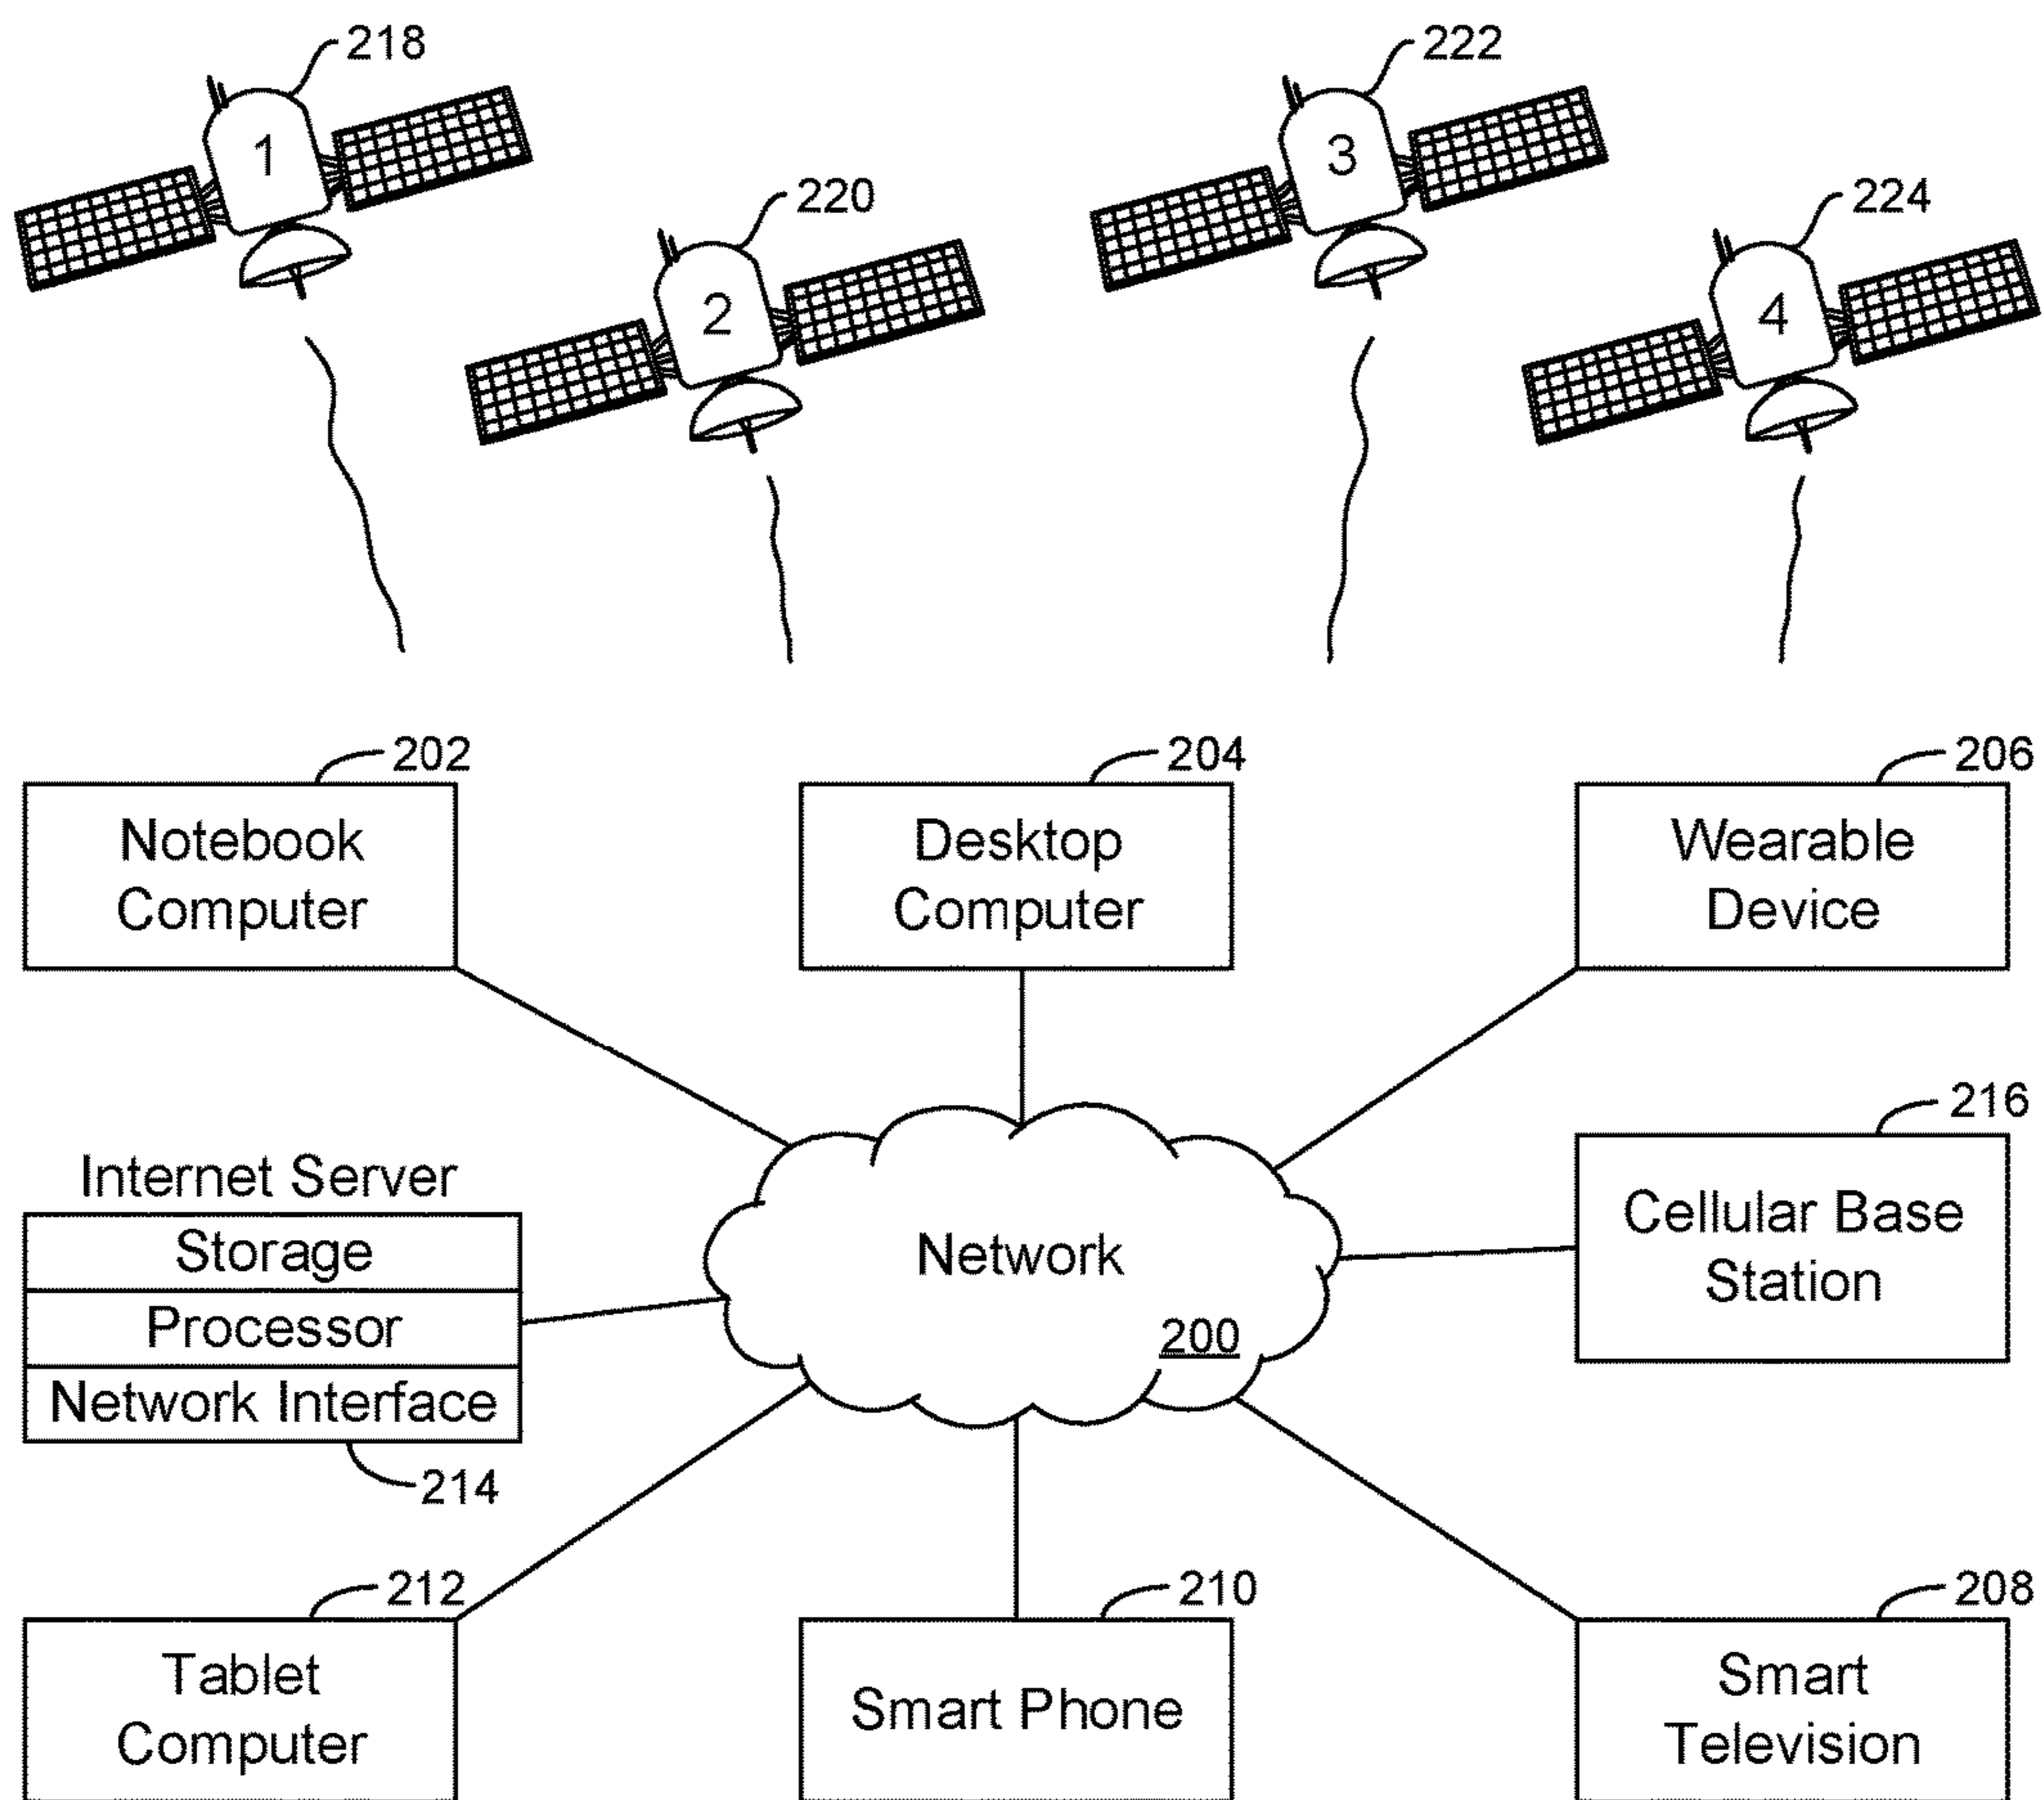 218
222
1
3
220
224
2
4
202
204
206
Notebook
Computer
Desktop
Computer
Wearable
Device
216
Internet Server
Storage
Processor
Network Interface
214
Network
200
Cellular Base
Station
212
210
208
Tablet
Computer
Smart Phone
Smart
Television